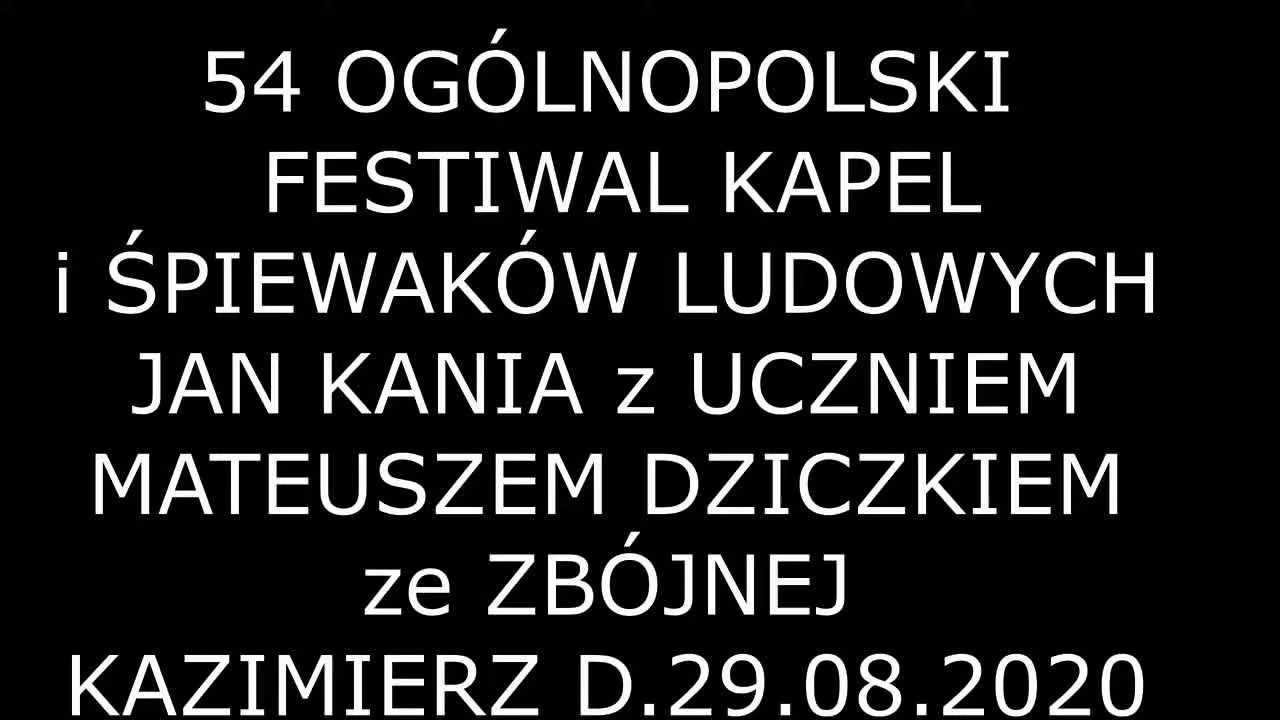 54 OGÓLNOPOLSKI
FESTIWAL KAPEL
i ŚPIEWAKÓW LUDOWYCH
JAN KANIA z UCZNIEM
MATEUSZEM DZICZKIEM
ze ZBÓJNEJ
KAZIMIERZ D.29.08.2020